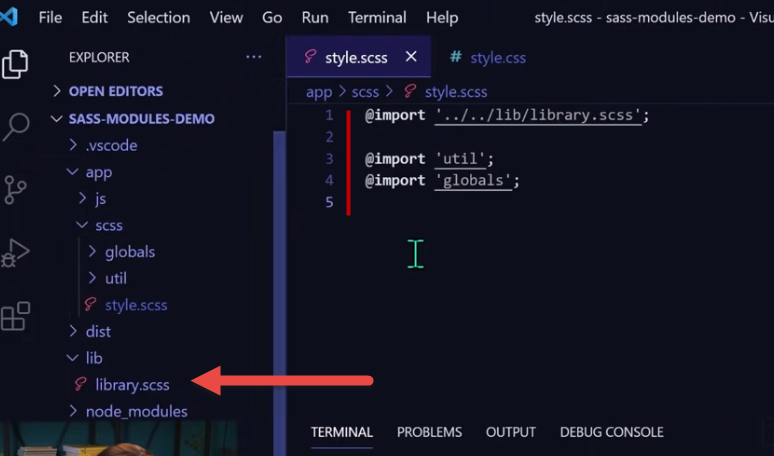 File Edit Selection View Go Run Terminal Help style.scss - sass-modules-demo - Visu
EXPLORER ...
OPEN EDITORS
SASS-MODULES-DEMO
.vscode
app
js
scss
globals
util
style.scss
dist
lib
library.scss
node_modules
style.scss # style.css
app > scss > style.scss
1 @import '../../lib/library.scss';
2
3 @import 'util';
4 @import 'globals';
5
TERMINAL PROBLEMS OUTPUT DEBUG CONSOLE